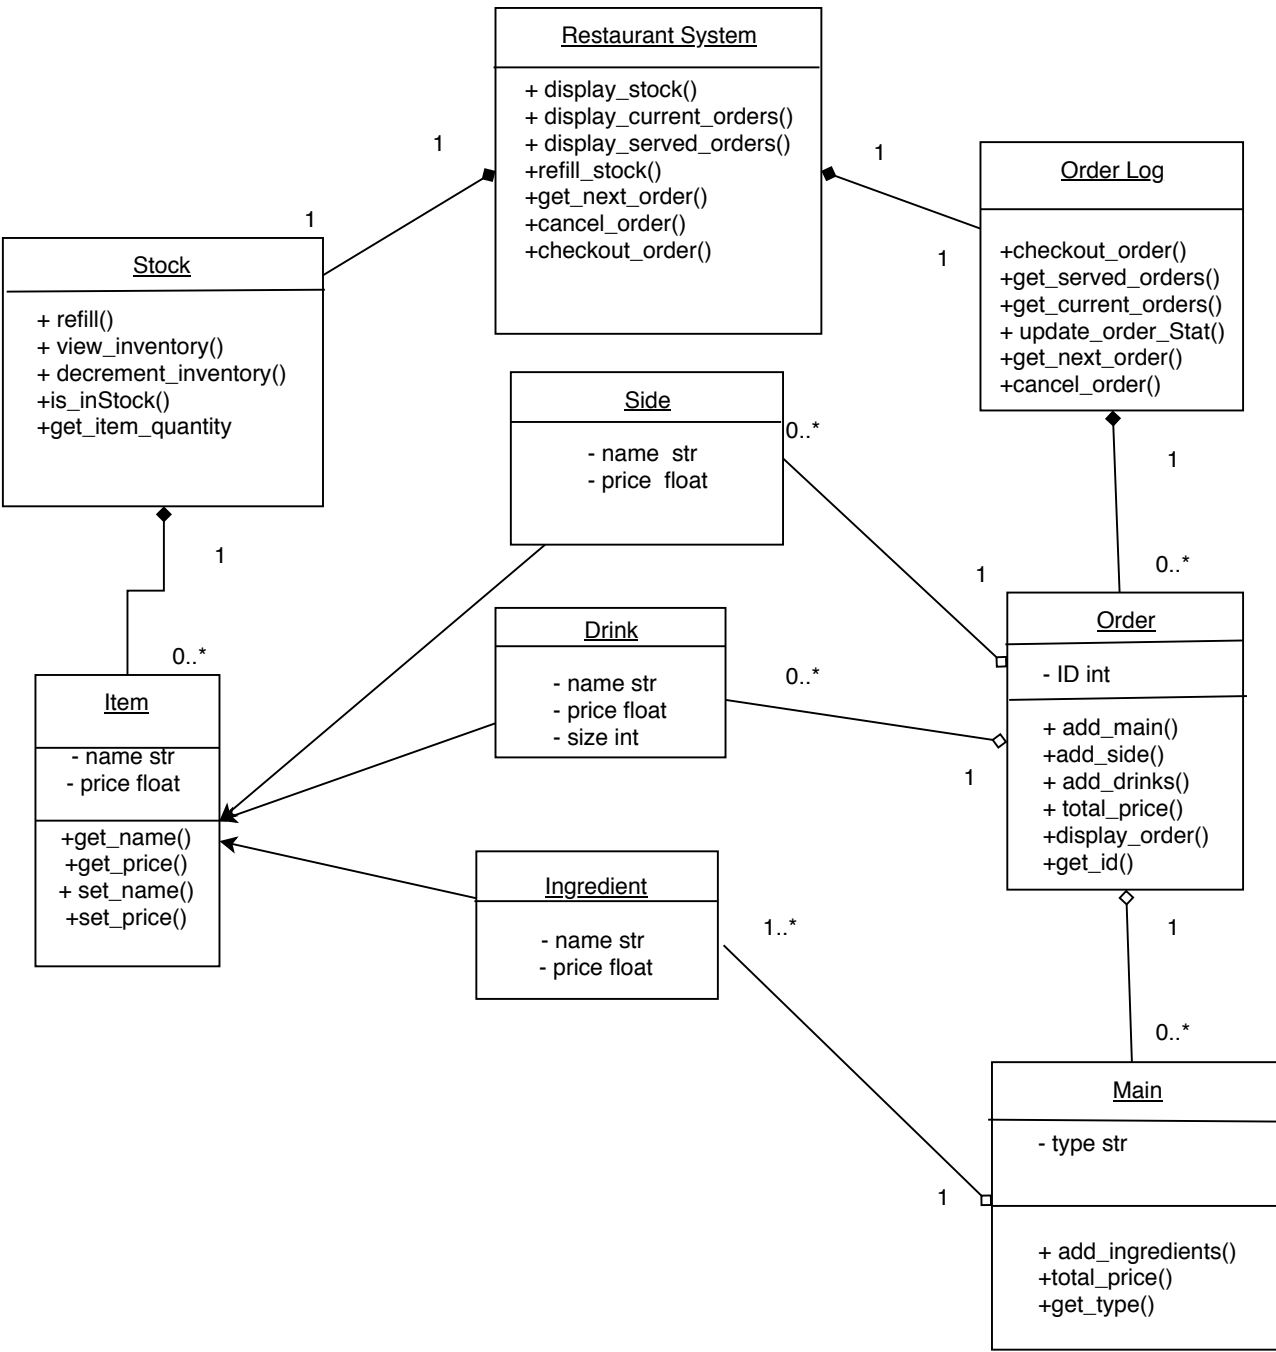 Restaurant System
+ display_stock()
+ display_current_orders()
+ display_served_orders()
+refill_stock()
+get_next_order()
+cancel_order()
+checkout_order()
1
1
1
1
Order Log
+checkout_order()
+get_served_orders()
+get_current_orders()
+ update_order_Stat()
+get_next_order()
+cancel_order()
Stock
+ refill()
+ view_inventory()
+ decrement_inventory()
+is_inStock()
+get_item_quantity
1
0..*
Side
- name  str
- price  float
0..*
1
1
0..*
Order
- ID int
+ add_main()
+add_side()
+ add_drinks()
+ total_price()
+display_order()
+get_id()
Drink
- name str
- price float
- size int
0..*
1
Item
- name str
- price float
+get_name()
+get_price()
+ set_name()
+set_price()
Ingredient
- name str
- price float
1..*
1
1
0..*
Main
- type str
+ add_ingredients()
+total_price()
+get_type()